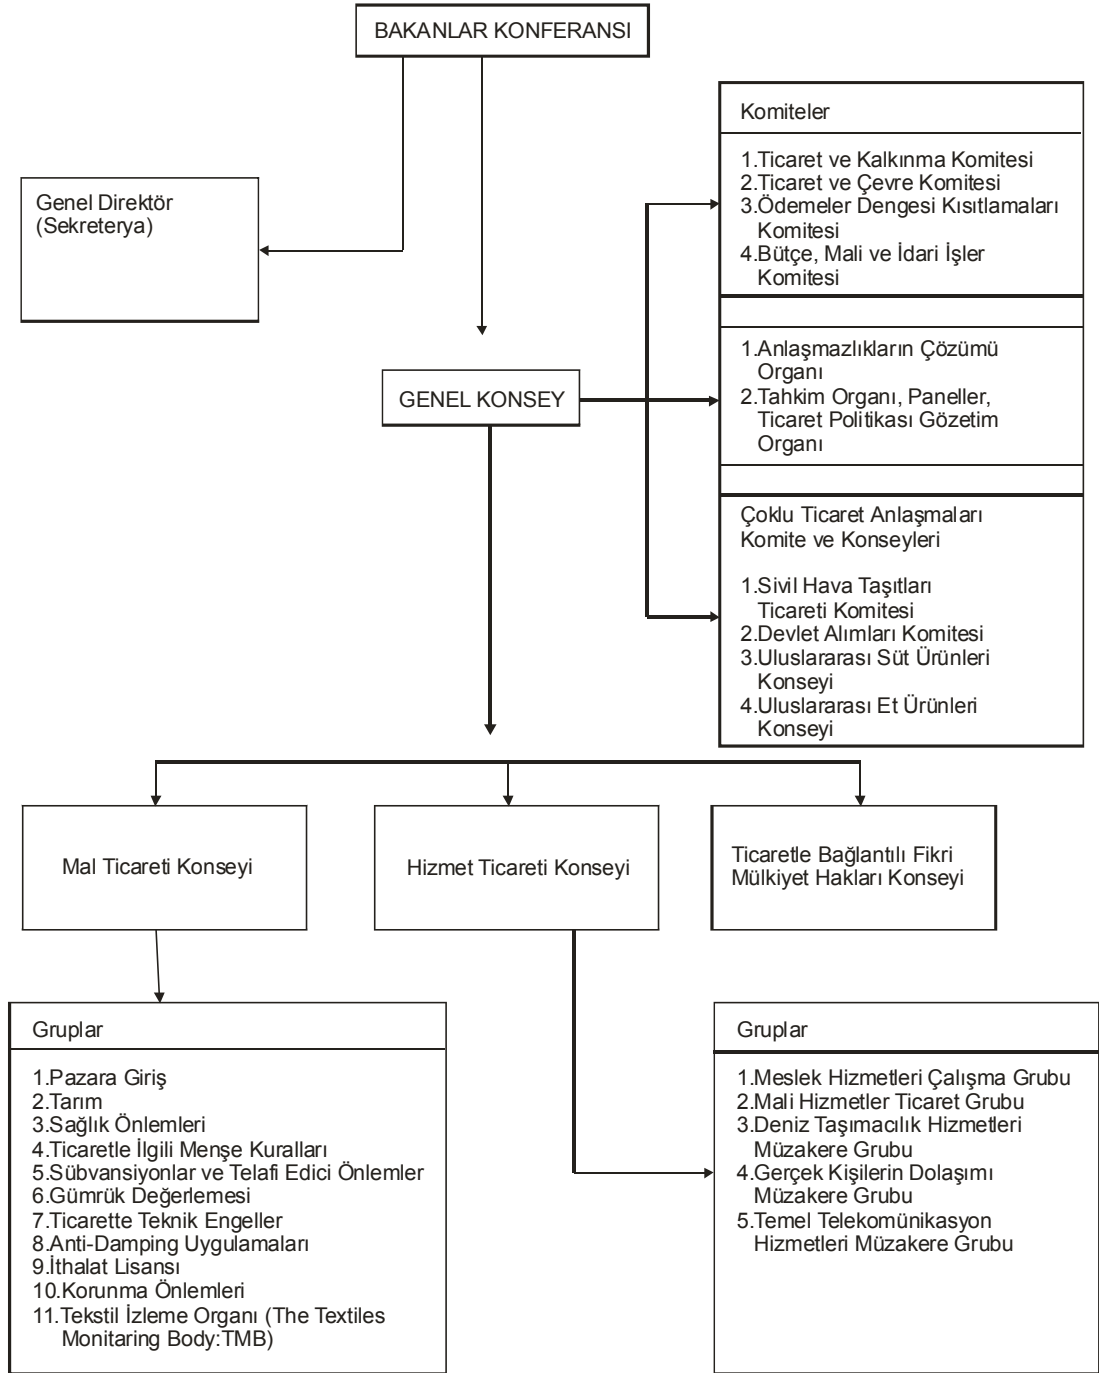 BAKANLAR KONFERANSI
Genel Direktör
(Sekreterya)
Komiteler
1.Ticaret ve Kalkınma Komitesi
2.Ticaret ve Çevre Komitesi
3.Ödemeler Dengesi Kısıtlamaları
Komitesi
4.Bütçe, Mali ve İdari İşler
Komitesi
GENEL KONSEY
1.Anlaşmazlıkların Çözümü
Organı
2.Tahkim Organı, Paneller,
Ticaret Politikası Gözetim
Organı
Çoklu Ticaret Anlaşmaları
Komite ve Konseyleri
1.Sivil Hava Taşıtları
Ticareti Komitesi
2.Devlet Alımları Komitesi
3.Uluslararası Süt Ürünleri
Konseyi
4.Uluslararası Et Ürünleri
Konseyi
Mal Ticareti Konseyi
Hizmet Ticareti Konseyi
Ticaretle Bağlantılı Fikri
Mülkiyet Hakları Konseyi
Gruplar
1.Pazara Giriş
2.Tarım
3.Sağlık Önlemleri
4.Ticaretle İlgili Menşe Kuralları
5.Sübvansiyonlar ve Telafi Edici Önlemler
6.Gümrük Değerlemesi
7.Ticarette Teknik Engeller
8.Anti-Damping Uygulamaları
9.İthalat Lisansı
10.Korunma Önlemleri
11.Tekstil İzleme Organı (The Textiles
Monitaring Body:TMB)
Gruplar
1.Meslek Hizmetleri Çalışma Grubu
2.Mali Hizmetler Ticaret Grubu
3.Deniz Taşımacılık Hizmetleri
Müzakere Grubu
4.Gerçek Kişilerin Dolaşımı
Müzakere Grubu
5.Temel Telekomünikasyon
Hizmetleri Müzakere Grubu